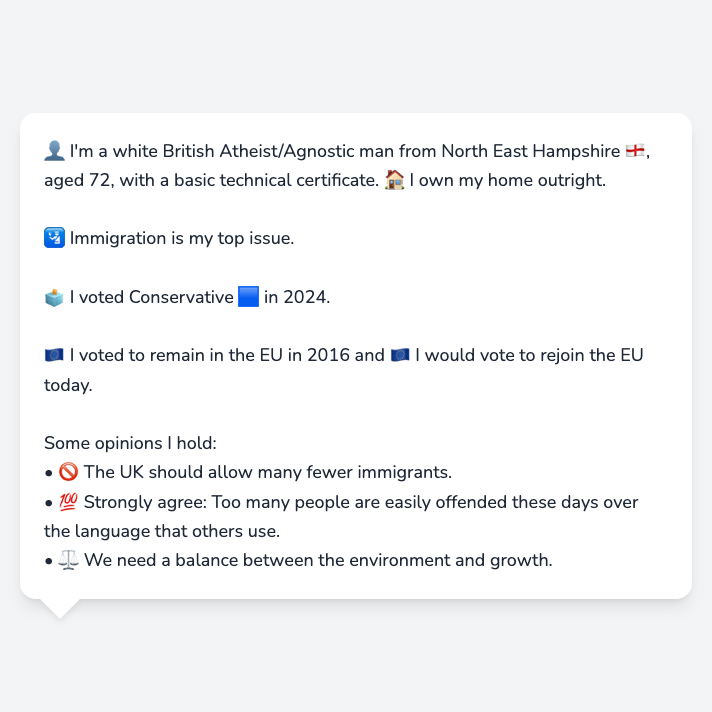 👤 I'm a white British Atheist/Agnostic man from North East Hampshire 🏴󠁧󠁢󠁥󠁮󠁧󠁿,
aged 72, with a basic technical certificate. 🏠 I own my home outright.
🛂 Immigration is my top issue.
🗳️ I voted Conservative 🟦 in 2024.
🇪🇺 I voted to remain in the EU in 2016 and 🇪🇺 I would vote to rejoin the EU
today.
Some opinions I hold:
• 🚫 The UK should allow many fewer immigrants.
• 💯 Strongly agree: Too many people are easily offended these days over
the language that others use.
• ⚖️ We need a balance between the environment and growth.